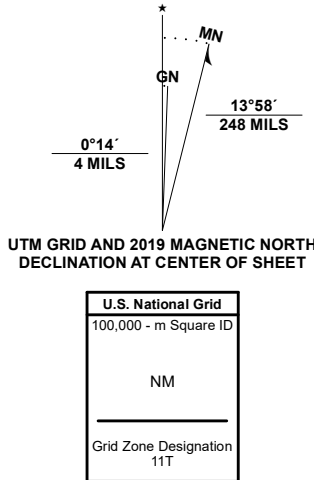 ★
MN
GN
13°58´
248 MILS
0°14´
4 MILS
UTM GRID AND 2019 MAGNETIC NORTH
DECLINATION AT CENTER OF SHEET
U.S. National Grid
100,000 - m Square ID
NM
Grid Zone Designation
11T